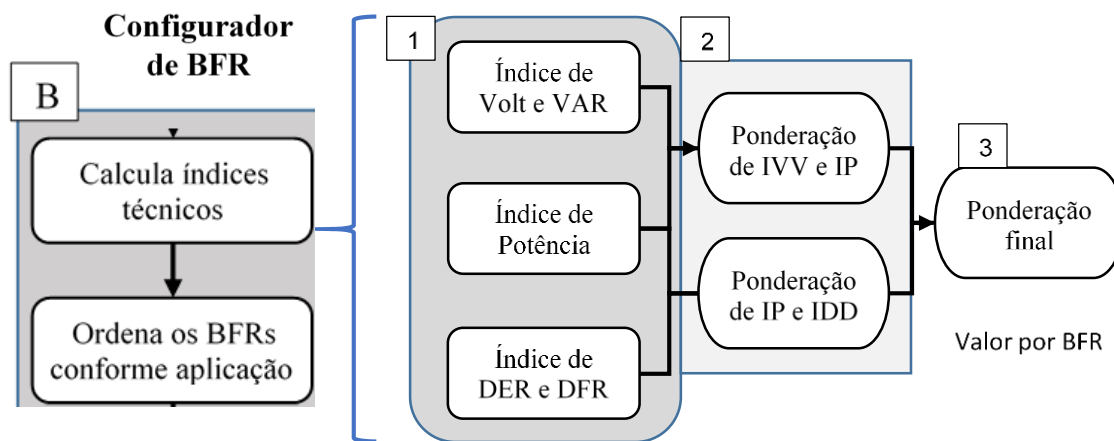 Configurador
de BFR
B
Calcula índices
técnicos
Ordena os BFRs
conforme aplicação
1
Índice de
Volt e VAR
Índice de
Potência
Índice de
DER e DFR
2
Ponderação
de IVV e IP
Ponderação
de IP e IDD
3
Ponderação
final
Valor por BFR